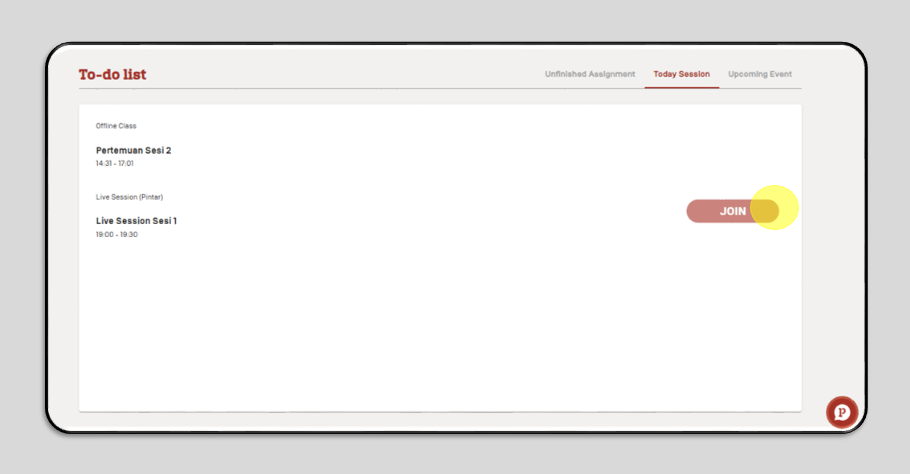 To-do list
Unfinished Assignment Today Session Upcoming Event
Offline Class
Pertemuan Sesi 2
14:31 - 17:01
Live Session (Pintar)
Live Session Sesi 1
19:00 - 19:30
JOIN
P